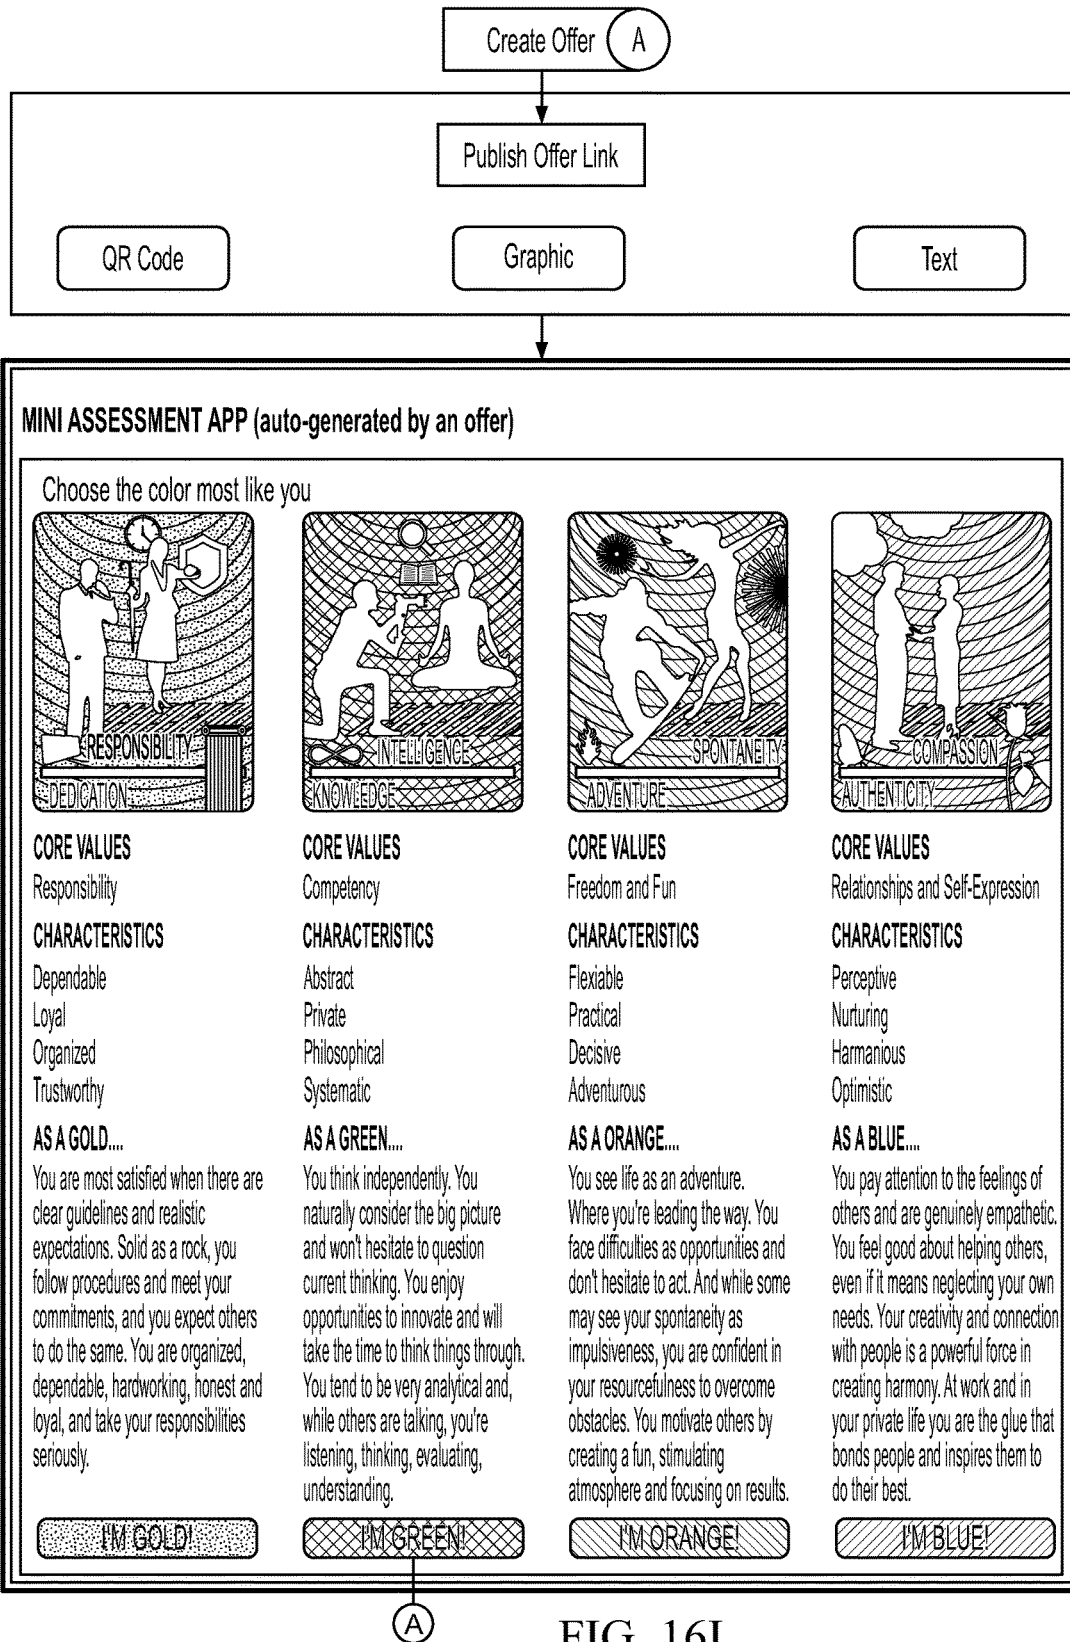 Create Offer
A
Publish Offer Link
QR Code
Graphic
Text
MINI ASSESSMENT APP (auto-generated by an offer)
Choose the color most like you
RESPONSIBILITY
DEDICATION
CORE VALUES
Responsibility
CHARACTERISTICS
Dependable
Loyal
Organized
Trustworthy
AS A GOLD....
You are most satisfied when there are
clear guidelines and realistic
expectations. Solid as a rock, you
follow procedures and meet your
commitments, and you expect others
to do the same. You are organized,
dependable, hardworking, honest and
loyal, and take your responsibilities
seriously.
I'M GOLD!
INTELLIGENCE
KNOWLEDGE
CORE VALUES
Competency
CHARACTERISTICS
Abstract
Private
Philosophical
Systematic
AS A GREEN....
You think independently. You
naturally consider the big picture
and won't hesitate to question
current thinking. You enjoy
opportunities to innovate and will
take the time to think things through.
You tend to be very analytical and,
while others are talking, you're
listening, thinking, evaluating,
understanding.
I'M GREEN!
SPONTANEITY
ADVENTURE
CORE VALUES
Freedom and Fun
CHARACTERISTICS
Flexiable
Practical
Decisive
Adventurous
AS A ORANGE....
You see life as an adventure.
Where you're leading the way. You
face difficulties as opportunities and
don't hesitate to act. And while some
may see your spontaneity as
impulsiveness, you are confident in
your resourcefulness to overcome
obstacles. You motivate others by
creating a fun, stimulating
atmosphere and focusing on results.
I'M ORANGE!
COMPASSION
AUTHENTICITY
CORE VALUES
Relationships and Self-Expression
CHARACTERISTICS
Perceptive
Nurturing
Harmanious
Optimistic
AS A BLUE....
You pay attention to the feelings of
others and are genuinely empathetic.
You feel good about helping others,
even if it means neglecting your own
needs. Your creativity and connection
with people is a powerful force in
creating harmony. At work and in
your private life you are the glue that
bonds people and inspires them to
do their best.
I'M BLUE!
A